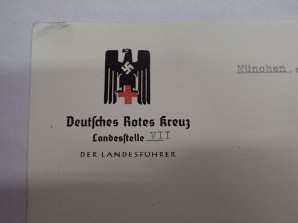 München
Deutsches Rotes Kreuz
Landesstelle VII
DER LANDESFÜHRER